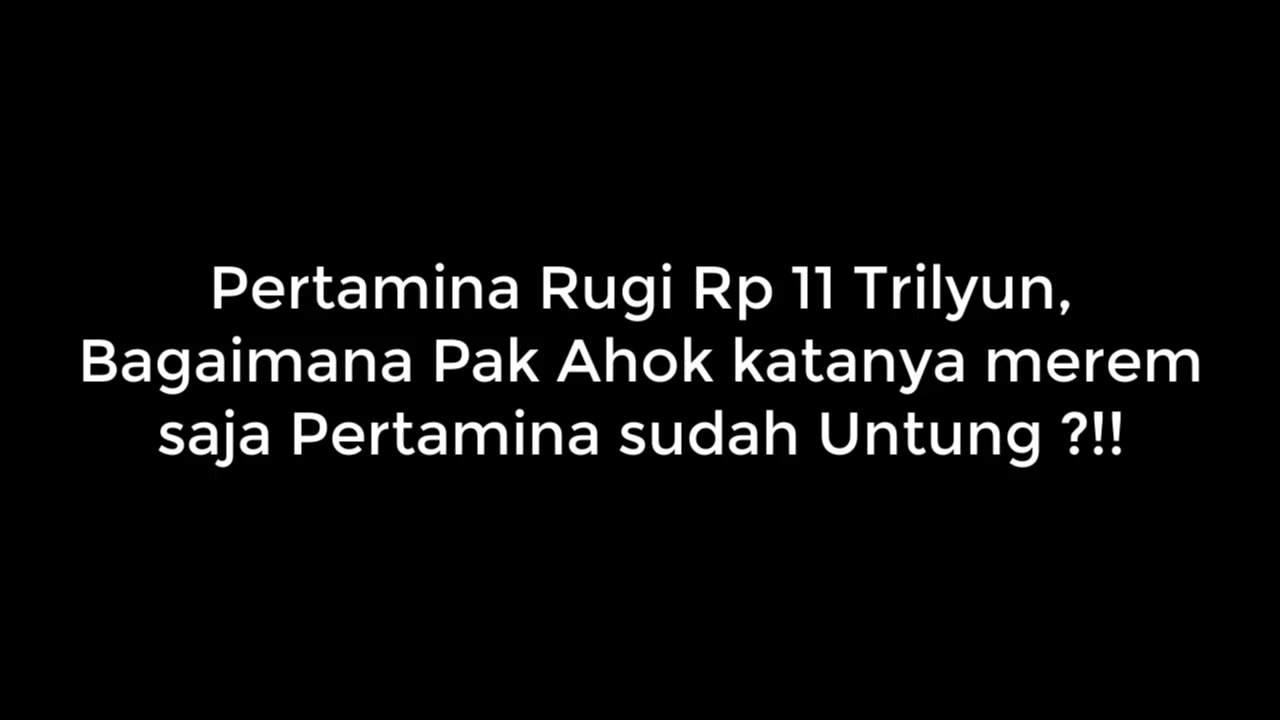 Pertamina Rugi Rp 11 Trilyun,
Bagaimana Pak Ahok katanya merem
saja Pertamina sudah Untung ?!!